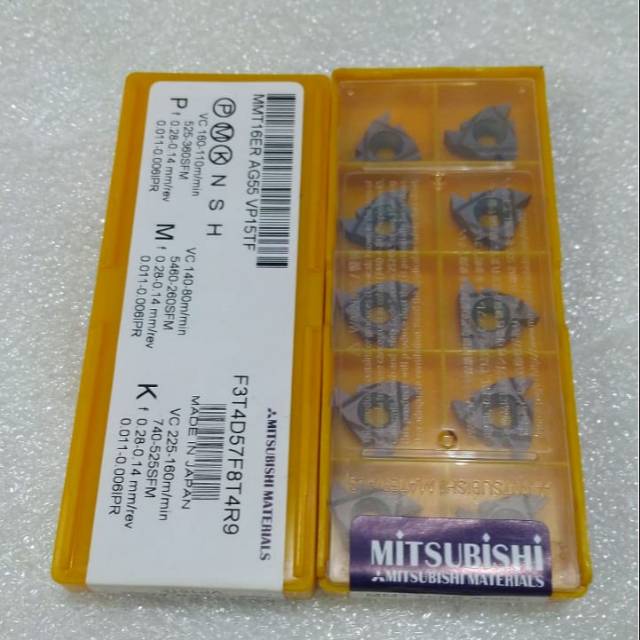 MMT16ER AG55 VP15TF
P M K N S H
P
VC 160-110m/min
525-360SFM
f 0.28-0.14 mm/rev
0.011-0.006IPR
M
VC 140-80m/min
5460-260SFM
f 0.28-0.14 mm/rev
0.011-0.006IPR
K
VC 225-160m/min
740-525SFM
f 0.28-0.14 mm/rev
0.011-0.006IPR
F3T4D57F8T4R9
MADE IN JAPAN
MITSUBISHI MATERIALS
MITSUBISHI
MITSUBISHI MATERIALS